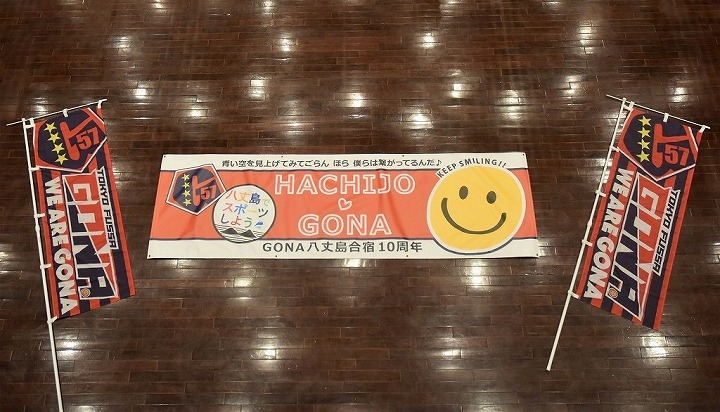 57
TOKYO FUSSA
GONA
WE ARE GONA
青い空を見上げてみてごらん ほら 僕らは繋がってるんだ♪
KEEP SMILING!!
57
八丈島で
スポーツ
しよう
HACHIJO
GONA
GONA八丈島合宿10周年
57
TOKYO FUSSA
GONA
WE ARE GONA